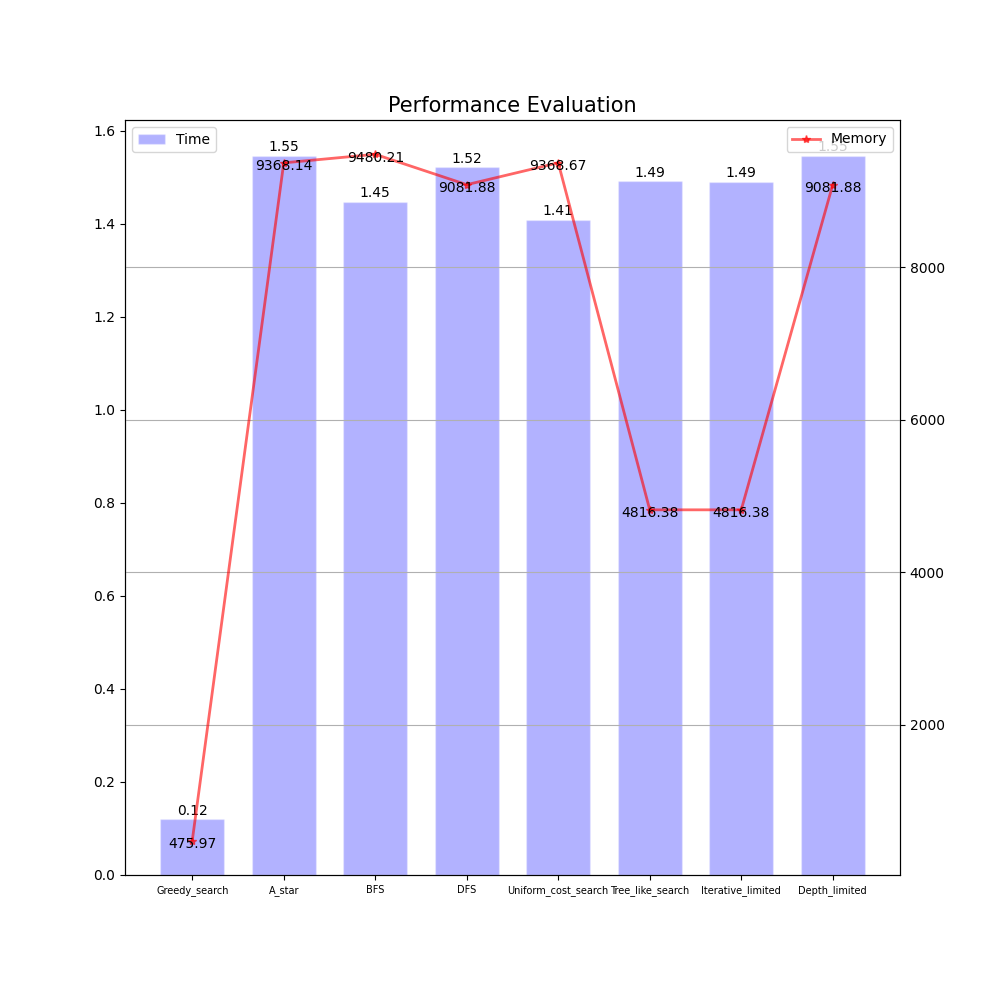 Performance Evaluation
Time
Memory
1.6
1.4
1.2
1.0
0.8
0.6
0.4
0.2
0.0
8000
6000
4000
2000
0.12
1.55
1.45
1.52
1.41
1.49
1.49
1.55
475.97
9368.14
9480.21
9081.88
9368.67
4816.38
4816.38
9081.88
Greedy_search
A_star
BFS
DFS
Uniform_cost_search
Tree_like_search
Iterative_limited
Depth_limited